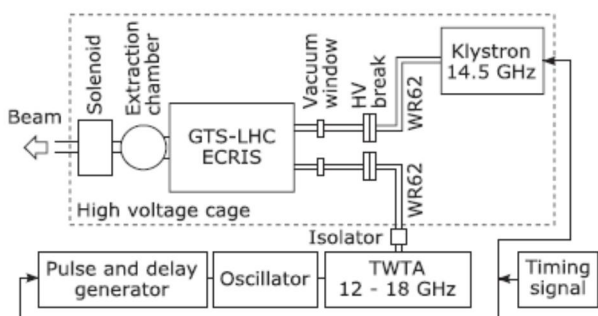 Solenoid
Extraction
chamber
Vacuum
window
HV
break
WR62
Klystron
14.5 GHz
Beam
GTS-LHC
ECRIS
WR62
High voltage cage
Isolator
Pulse and delay
generator
Oscillator
TWTA
12 - 18 GHz
Timing
signal